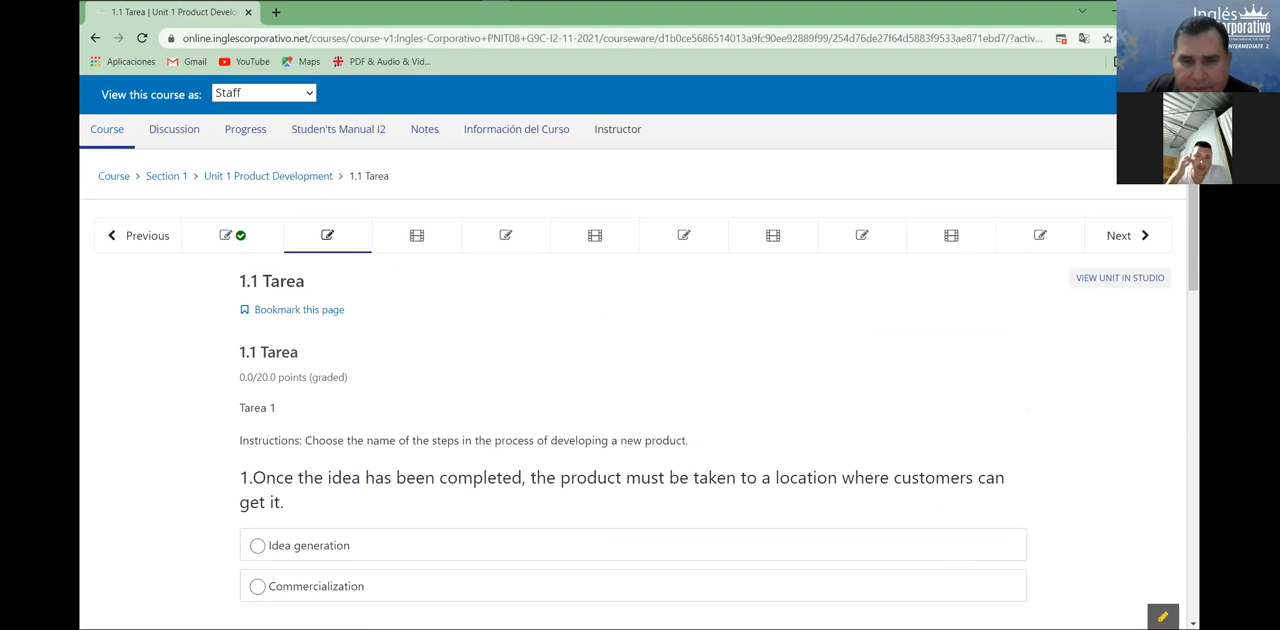 1.1 Tarea | Unit 1 Product Develo
online.inglescorporativo.net/courses/course-v1:Ingles-Corporativo+PNIT08+G9C-I2-11-2021/courseware/d1b0ce5686514013a9fc90ee92889f99/254d76de27f64d5883f9533ae871ebd7/?activ...
Aplicaciones Gmail YouTube Maps PDF & Audio & Vid...
Inglés
orporativo
INTERMEDIATE 2
View this course as: Staff
Course Discussion Progress Studen'ts Manual I2 Notes Información del Curso Instructor
Course > Section 1 > Unit 1 Product Development > 1.1 Tarea
Previous Next
1.1 Tarea
VIEW UNIT IN STUDIO
Bookmark this page
1.1 Tarea
0.0/20.0 points (graded)
Tarea 1
Instructions: Choose the name of the steps in the process of developing a new product.
1.Once the idea has been completed, the product must be taken to a location where customers can
get it.
Idea generation
Commercialization